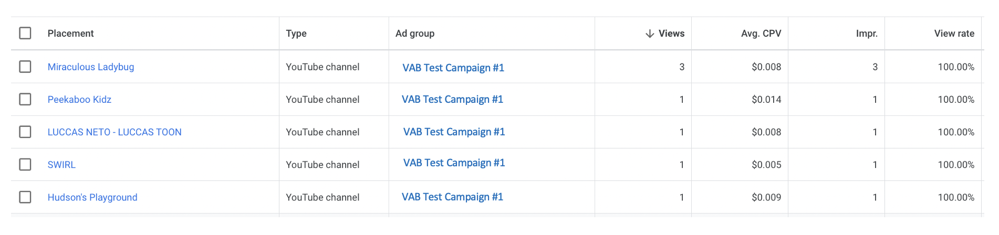 Placement Type Ad group ↓ Views Avg. CPV Impr. View rate
Miraculous Ladybug YouTube channel VAB Test Campaign #1 3 $0.008 3 100.00%
Peekaboo Kidz YouTube channel VAB Test Campaign #1 1 $0.014 1 100.00%
LUCCAS NETO - LUCCAS TOON YouTube channel VAB Test Campaign #1 1 $0.008 1 100.00%
SWIRL YouTube channel VAB Test Campaign #1 1 $0.005 1 100.00%
Hudson's Playground YouTube channel VAB Test Campaign #1 1 $0.009 1 100.00%